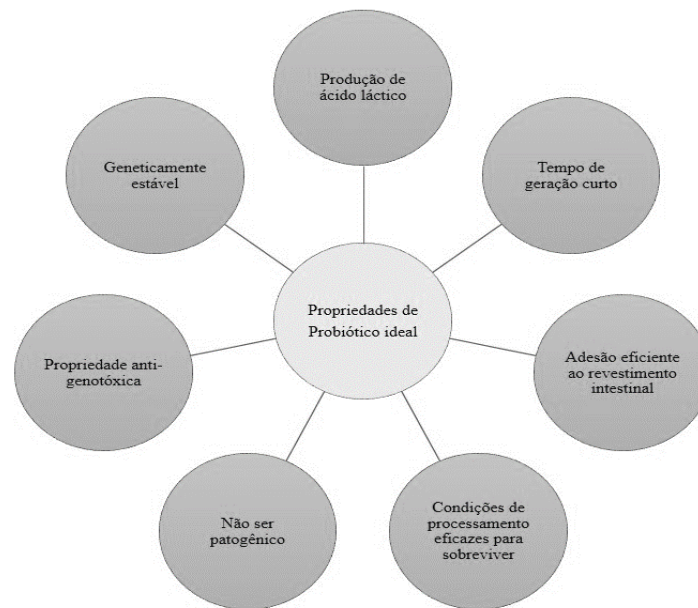 Produção de
ácido láctico
Geneticamente
estável
Tempo de
geração curto
Propriedades de
Probiótico ideal
Propriedade anti-
genotóxica
Adesão eficiente
ao revestimento
intestinal
Não ser
patogênico
Condições de
processamento
eficazes para
sobreviver